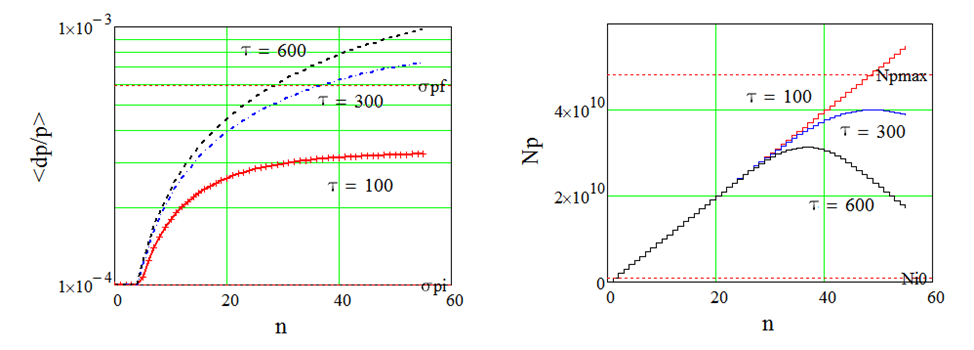 1×10⁻³
τ = 600
σpf
τ = 300
<dp/p>
τ = 100
1×10⁻⁴
σpi
0
20
40
60
n
Npmax
τ = 100
4×10¹⁰
τ = 300
Np
2×10¹⁰
τ = 600
0
Ni0
0
20
40
60
n